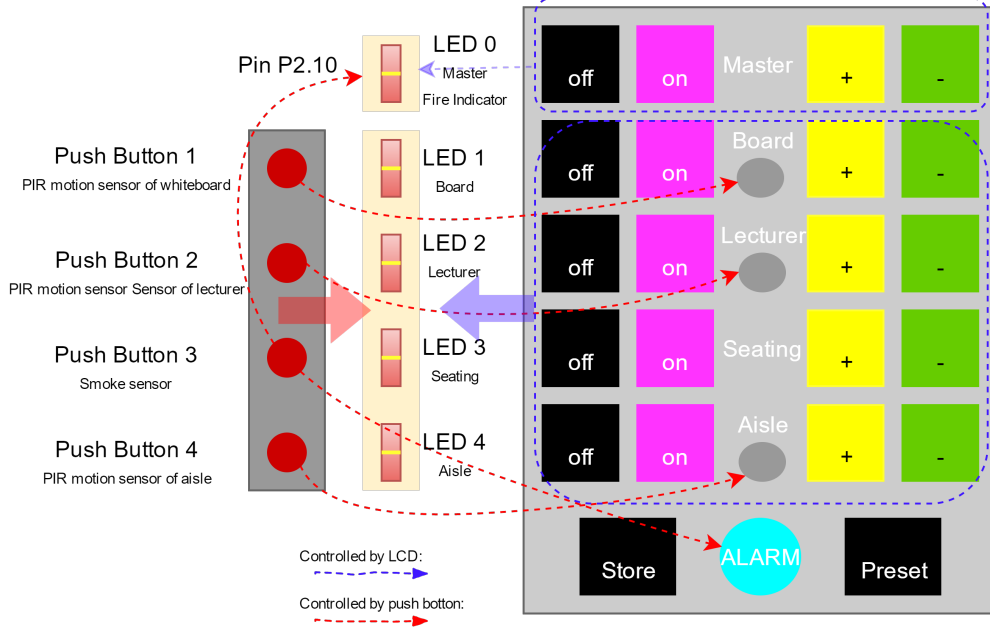 Pin P2.10
LED 0
Master
Fire Indicator
Push Button 1
PIR motion sensor of whiteboard
LED 1
Board
Push Button 2
PIR motion sensor Sensor of lecturer
LED 2
Lecturer
Push Button 3
Smoke sensor
LED 3
Seating
Push Button 4
PIR motion sensor of aisle
LED 4
Aisle
Controlled by LCD:
Controlled by push botton:
off on Master + -
Board
off on + -
Lecturer
off on + -
Seating
off on + -
Aisle
off on + -
Store ALARM Preset